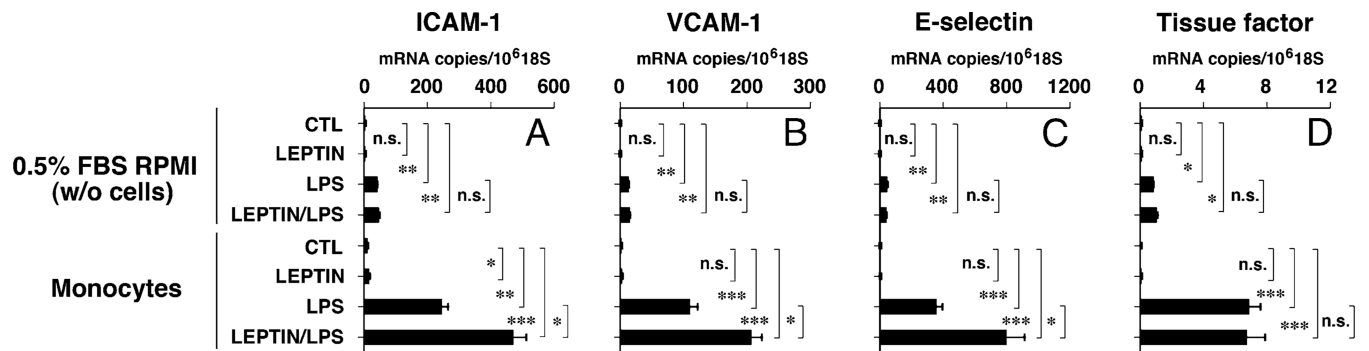 ICAM-1 VCAM-1 E-selectin Tissue factor
mRNA copies/10⁶18S mRNA copies/10⁶18S mRNA copies/10⁶18S mRNA copies/10⁶18S
0 200 400 600 0 100 200 300 0 400 800 1200 0 4 8 12
A B C D
0.5% FBS RPMI
(w/o cells)
CTL n.s. n.s. n.s. n.s.
LEPTIN ** ** ** *
LPS ** n.s. ** n.s. ** n.s. * n.s.
LEPTIN/LPS
Monocytes
CTL * n.s. n.s. n.s.
LEPTIN ** *** *** ***
LPS *** * *** * *** * *** n.s.
LEPTIN/LPS